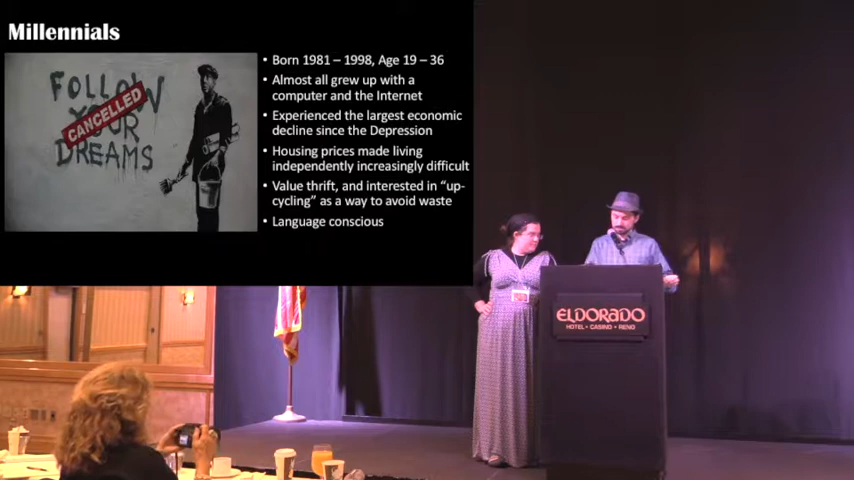 Millennials
FOLLOW
YOUR
DREAMS
CANCELLED
• Born 1981 – 1998, Age 19 – 36
• Almost all grew up with a
computer and the Internet
• Experienced the largest economic
decline since the Depression
• Housing prices made living
independently increasingly difficult
• Value thrift, and interested in “up-
cycling” as a way to avoid waste
• Language conscious
ELDORADO
HOTEL • CASINO • RENO